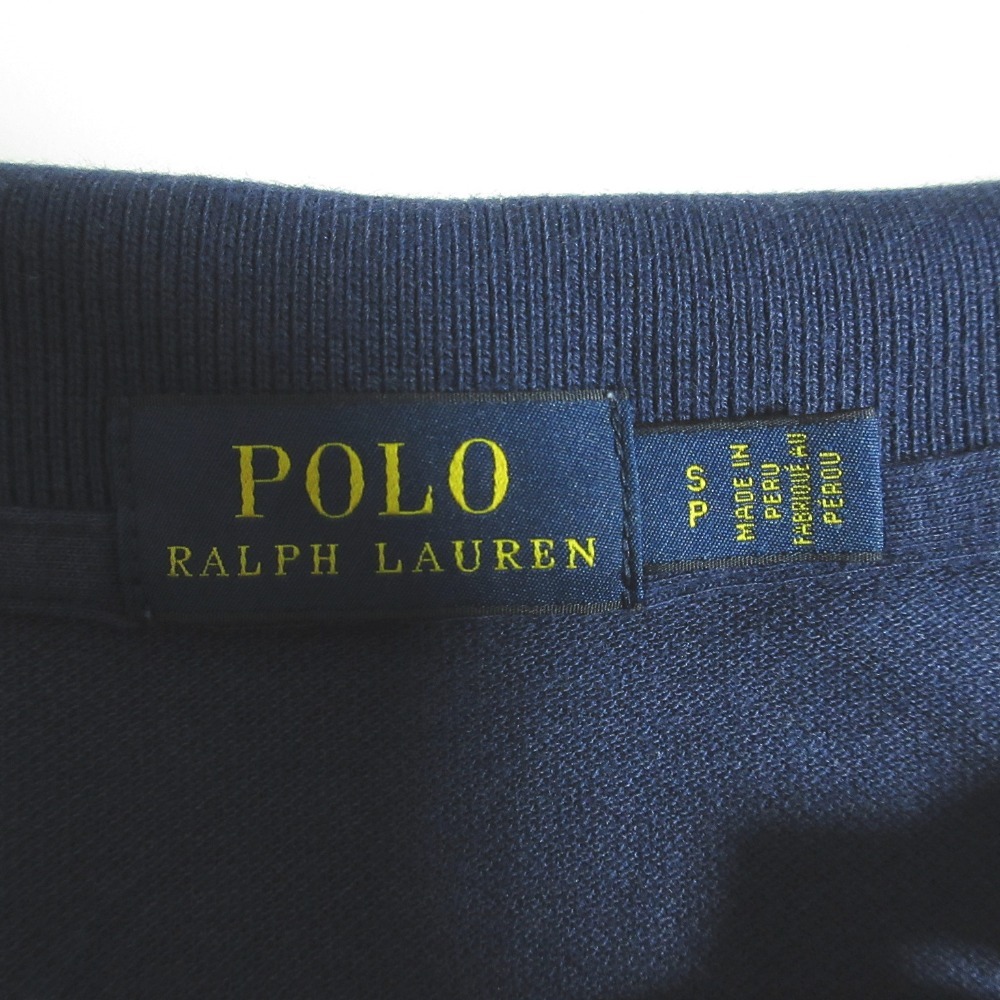 POLO
RALPH LAUREN
S
P
MADE IN
PERU
FABRIQUÉ AU
PÉROU